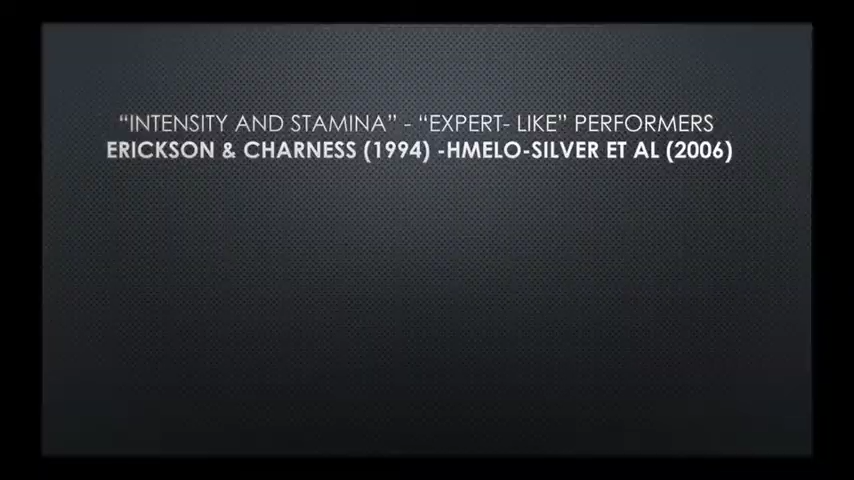 “INTENSITY AND STAMINA” - “EXPERT- LIKE” PERFORMERS
ERICKSON & CHARNESS (1994) -HMELO-SILVER ET AL (2006)